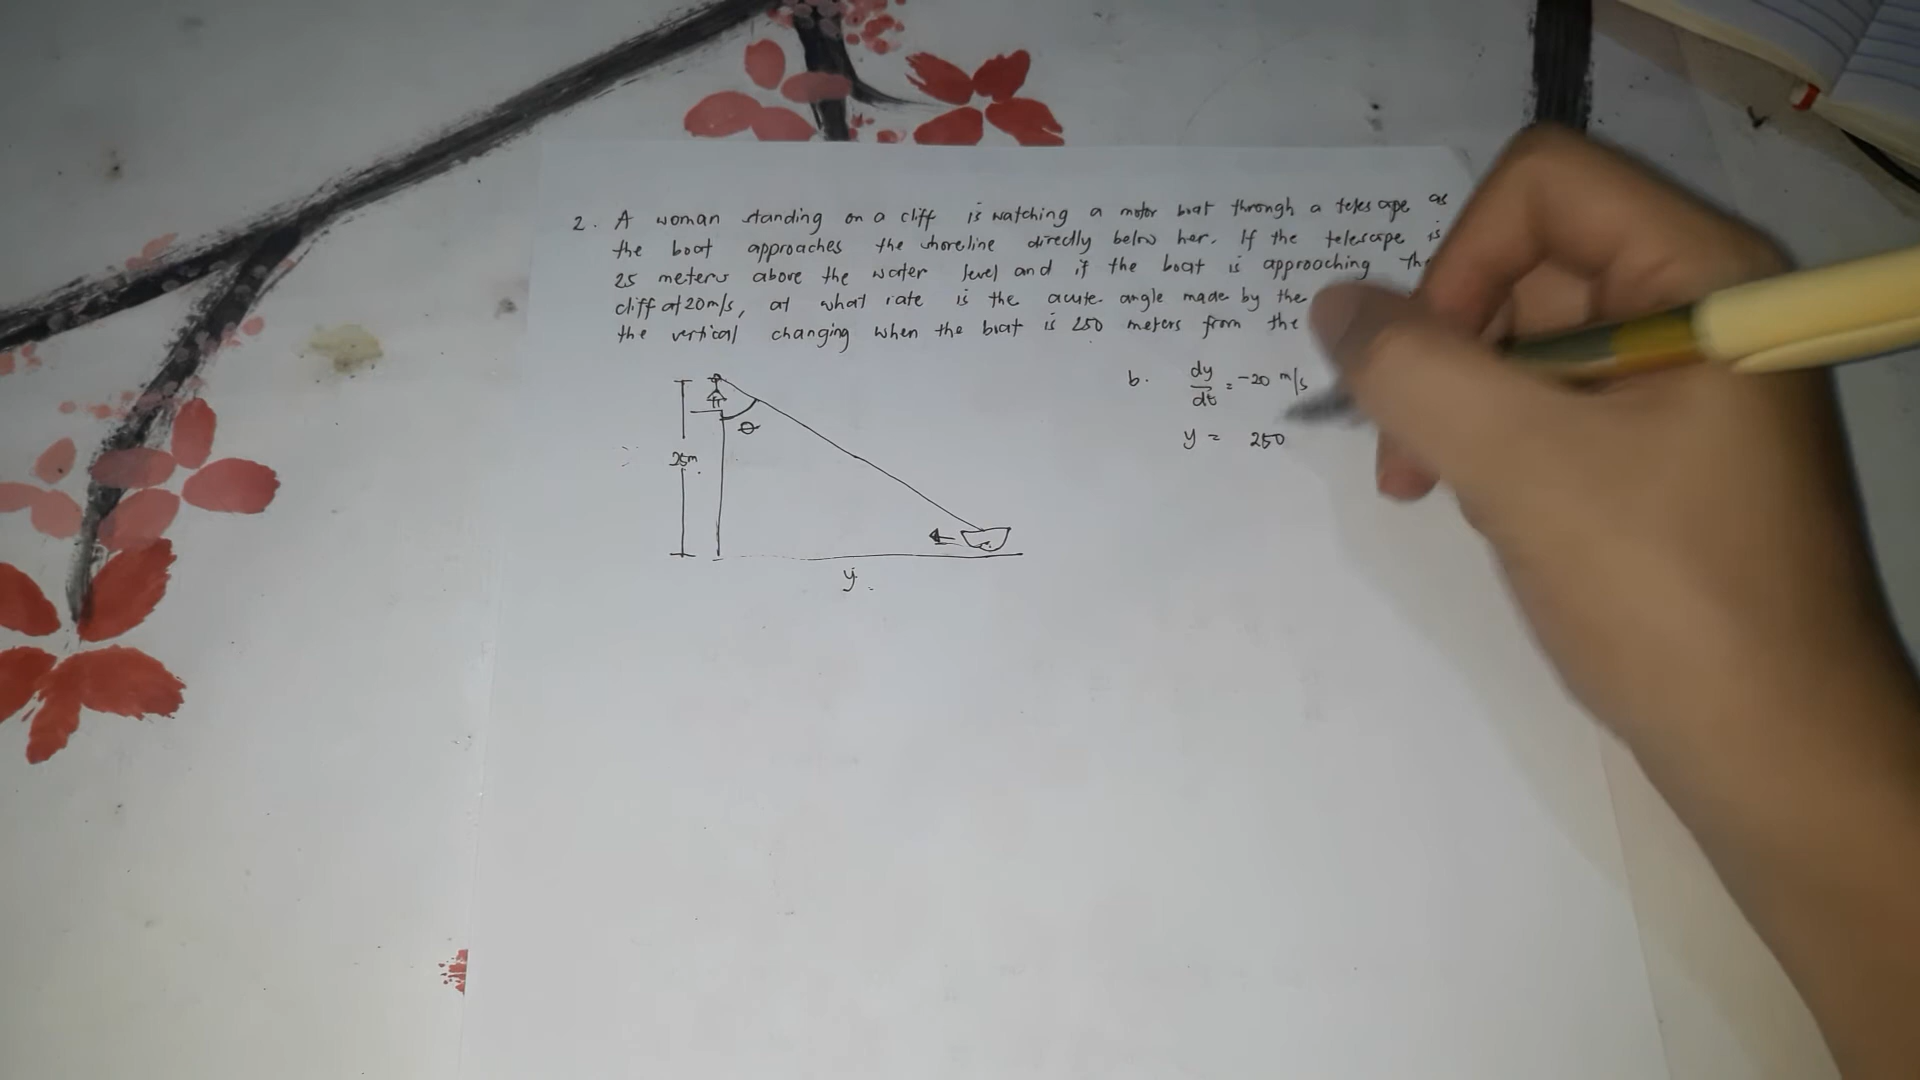 2. A woman standing on a cliff is watching a motor boat through a telescope as
the boat approaches the shoreline directly below her. If the telescope is
25 meters above the water level and if the boat is approaching the
cliff at 20m/s, at what rate is the acute angle made by the
the vertical changing when the boat is 250 meters from the
b. dy/dt = -20 m/s
y = 250
θ
25m
y